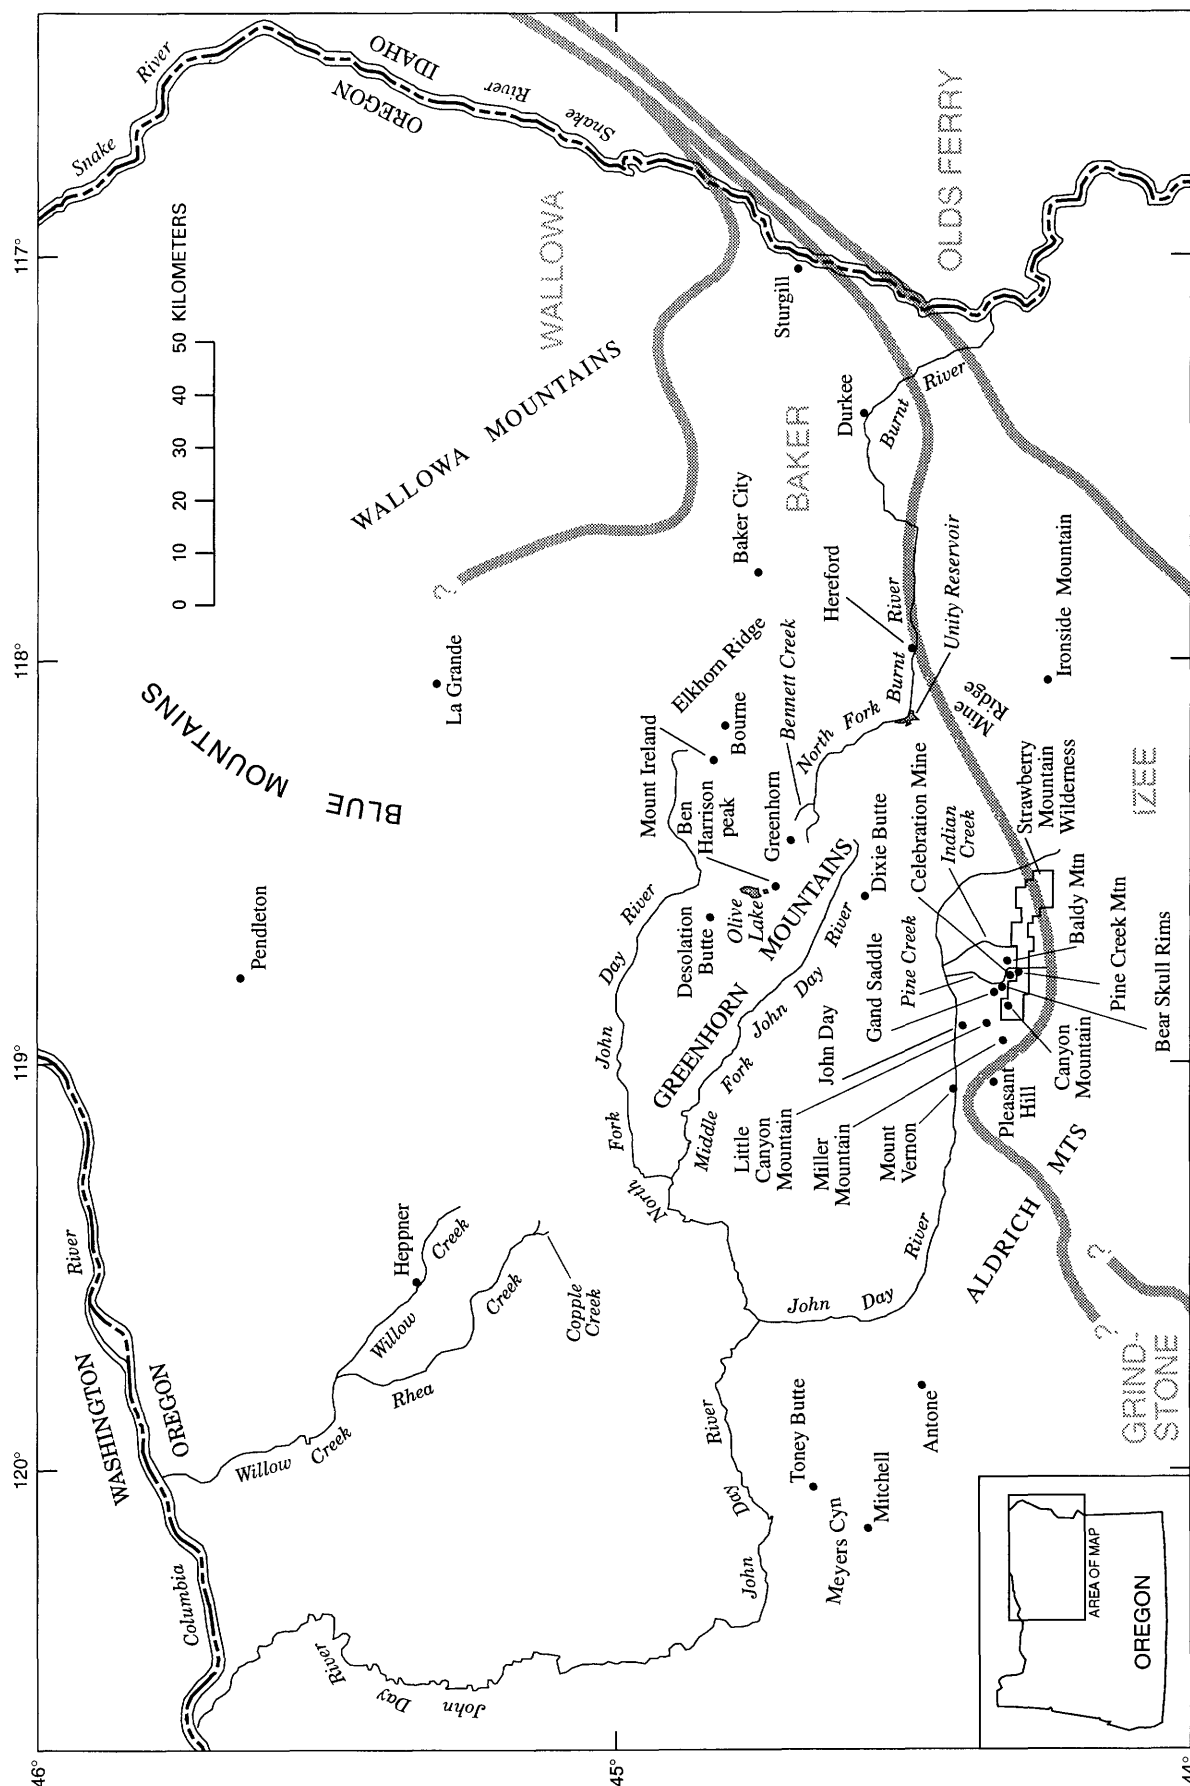 46°
45°
44°
120°
119°
118°
117°
WASHINGTON
OREGON
Columbia
River
Snake
River
Snake
River
IDAHO
OREGON
0 10 20 30 40 50 KILOMETERS
BLUE
MOUNTAINS
Pendleton
La Grande
Heppner
Willow
Creek
Willow
Creek
Rhea
Creek
Copple
Creek
John
Day
River
John
Day
River
John
Day
River
North
Fork
John
Day
River
Middle
Fork
John Day
River
GREENHORN
MOUNTAINS
WALLOWA MOUNTAINS
WALLOWA
BAKER
OLDS FERRY
IZEE
GRIND-
STONE
?
?
?
Mount Ireland
Elkhorn Ridge
Bourne
Baker City
Ben
Harrison
peak
Greenhorn
Bennett Creek
Desolation
Butte
Olive
Lake
Dixie Butte
North Fork
Burnt River
Hereford
Unity Reservoir
Durkee
Burnt
River
Sturgill
Mine
Ridge
Ironside Mountain
Celebration Mine
Indian
Creek
Strawberry
Mountain
Wilderness
Pine Creek
Gand Saddle
Baldy Mtn
Pine Creek Mtn
Bear Skull Rims
Canyon
Mountain
Pleasant
Hill
John Day
Little
Canyon
Mountain
Miller
Mountain
Mount
Vernon
ALDRICH MTS
Antone
Toney Butte
Mitchell
Meyers Cyn
AREA OF MAP
OREGON